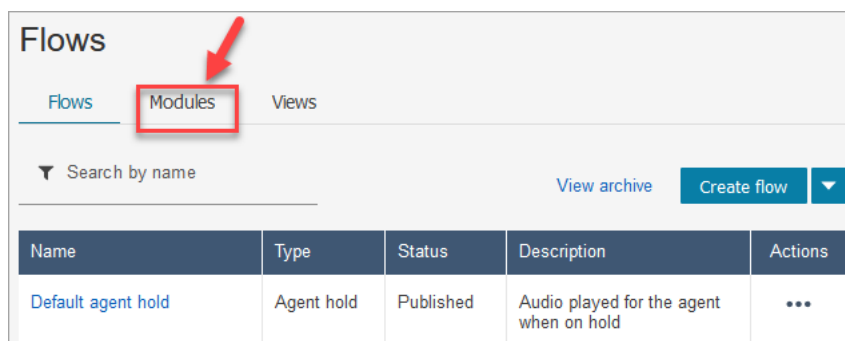 Flows
Flows Modules Views
Search by name
View archive Create flow
Name Type Status Description Actions
Default agent hold Agent hold Published Audio played for the agent
when on hold